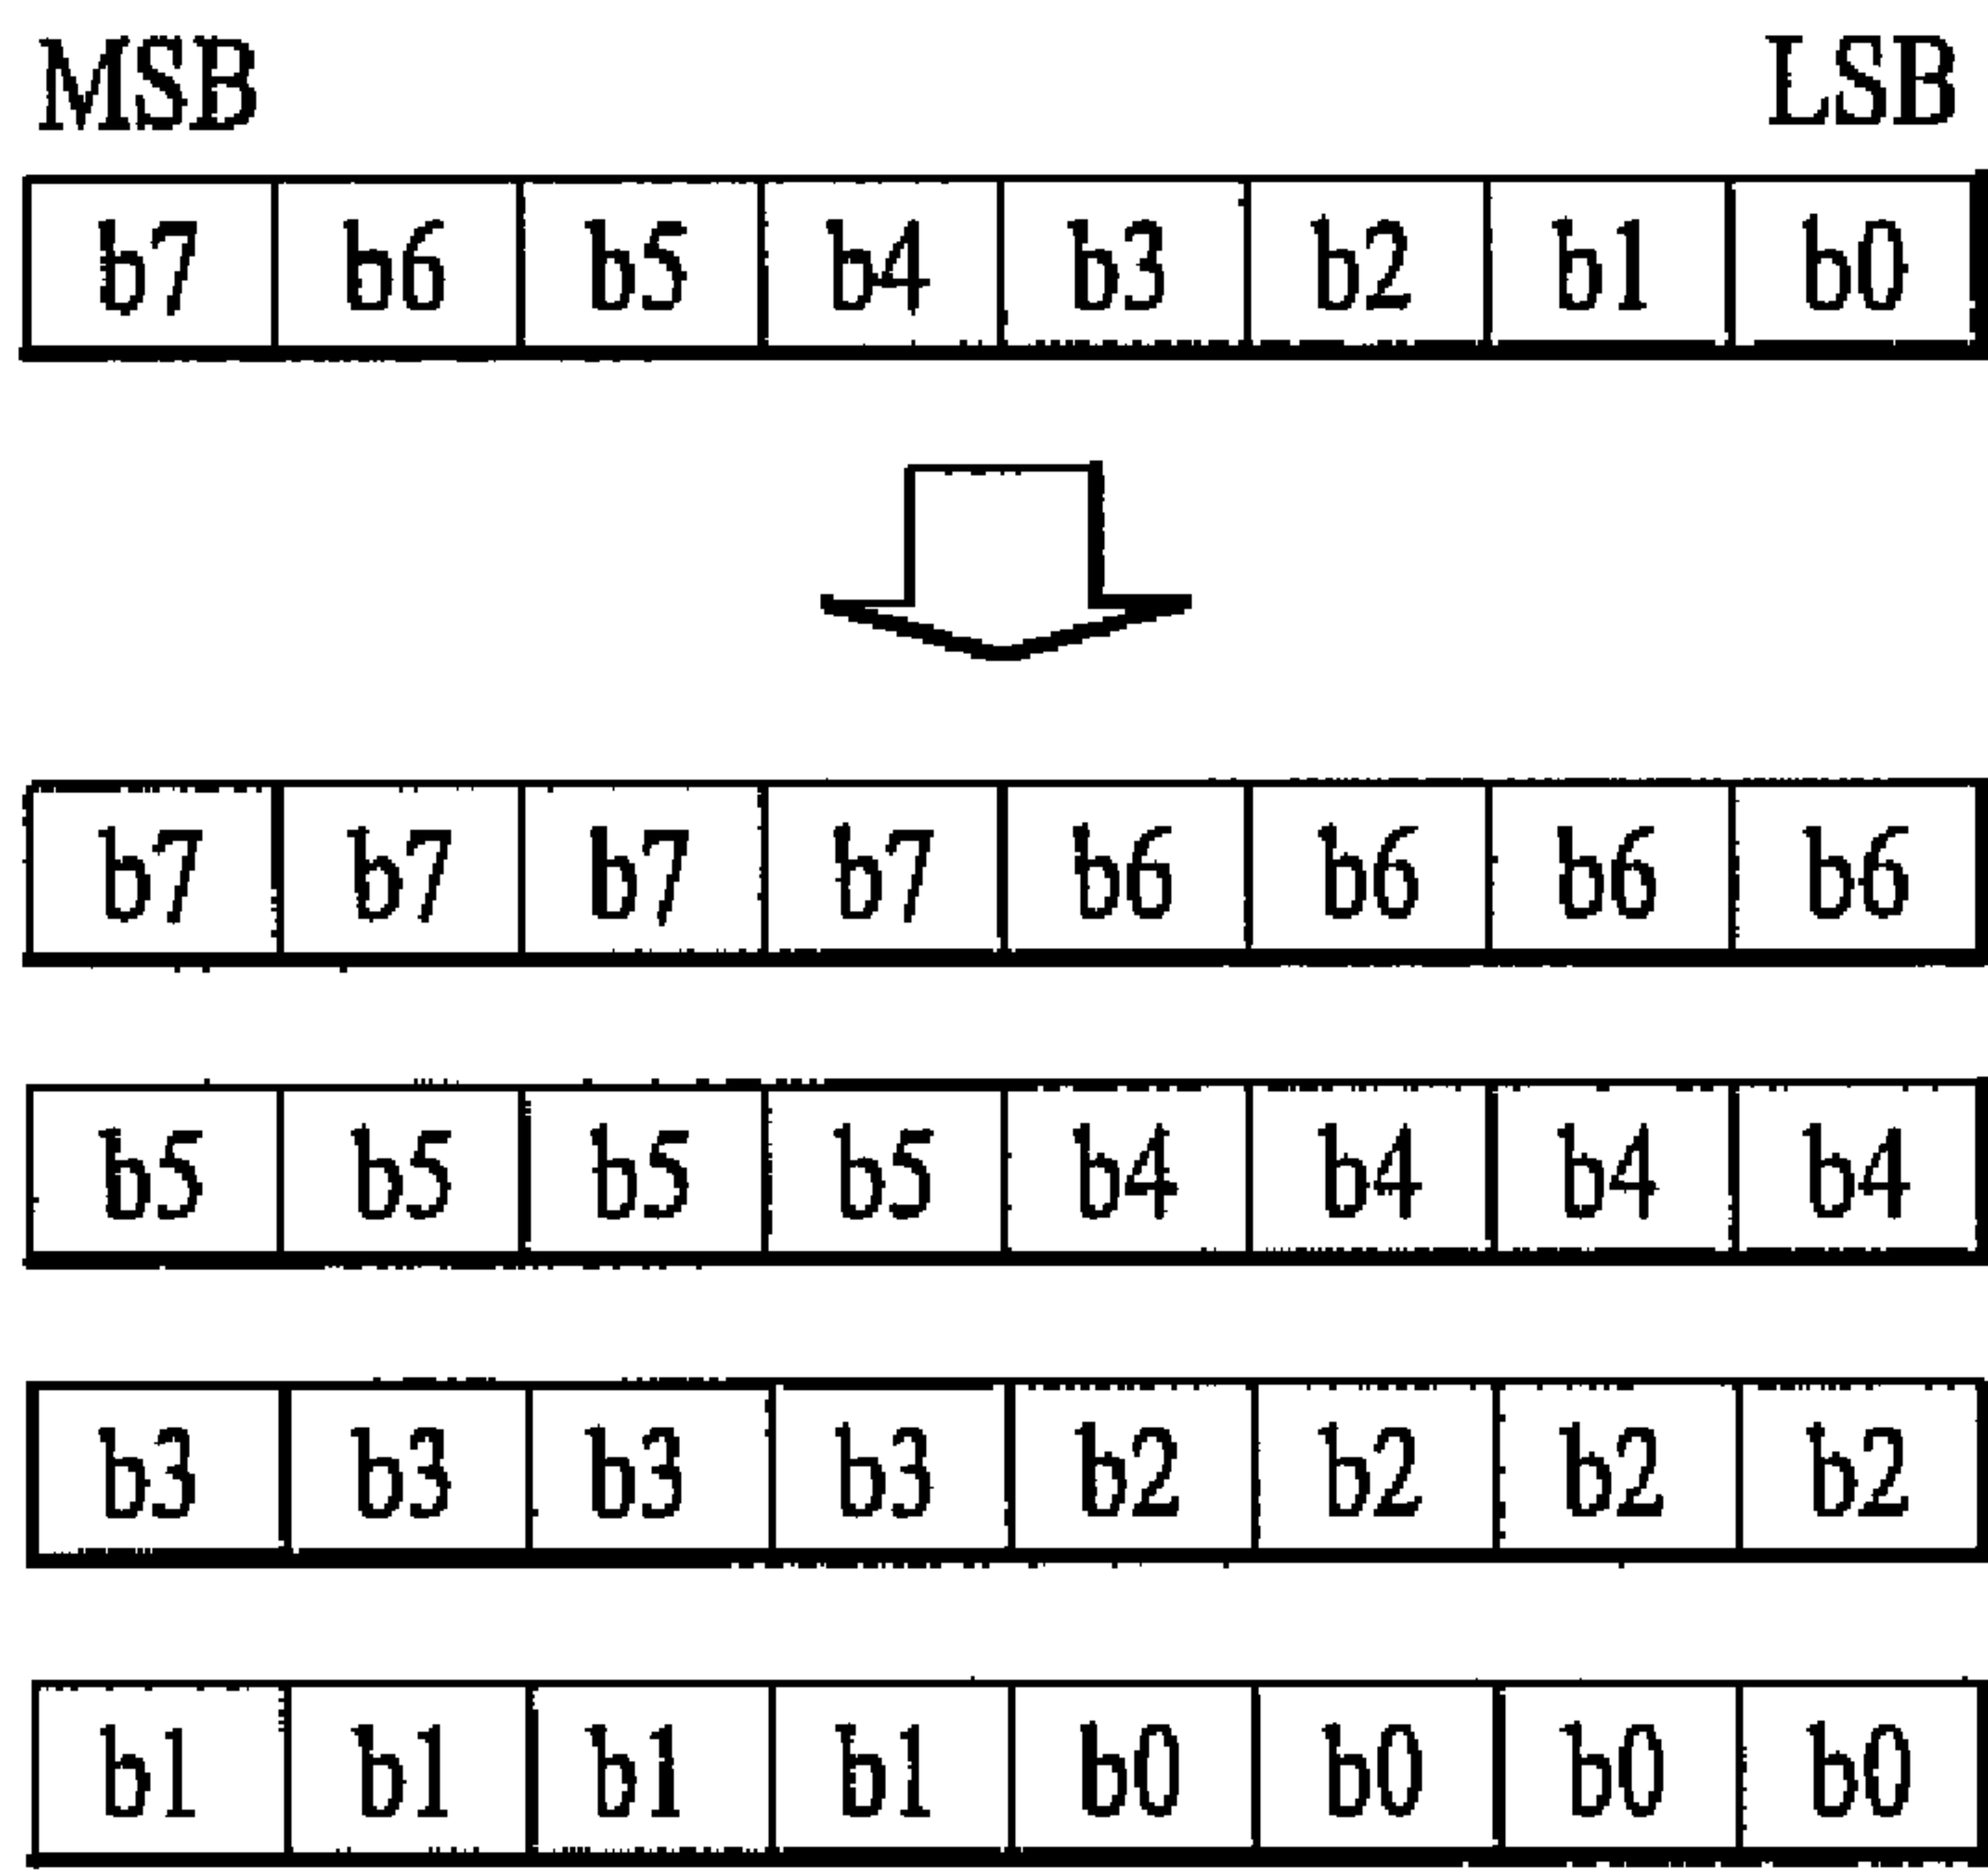 MSB LSB
b7 b6 b5 b4 b3 b2 b1 b0
b7 b7 b7 b7 b6 b6 b6 b6
b5 b5 b5 b5 b4 b4 b4 b4
b3 b3 b3 b3 b2 b2 b2 b2
b1 b1 b1 b1 b0 b0 b0 b0